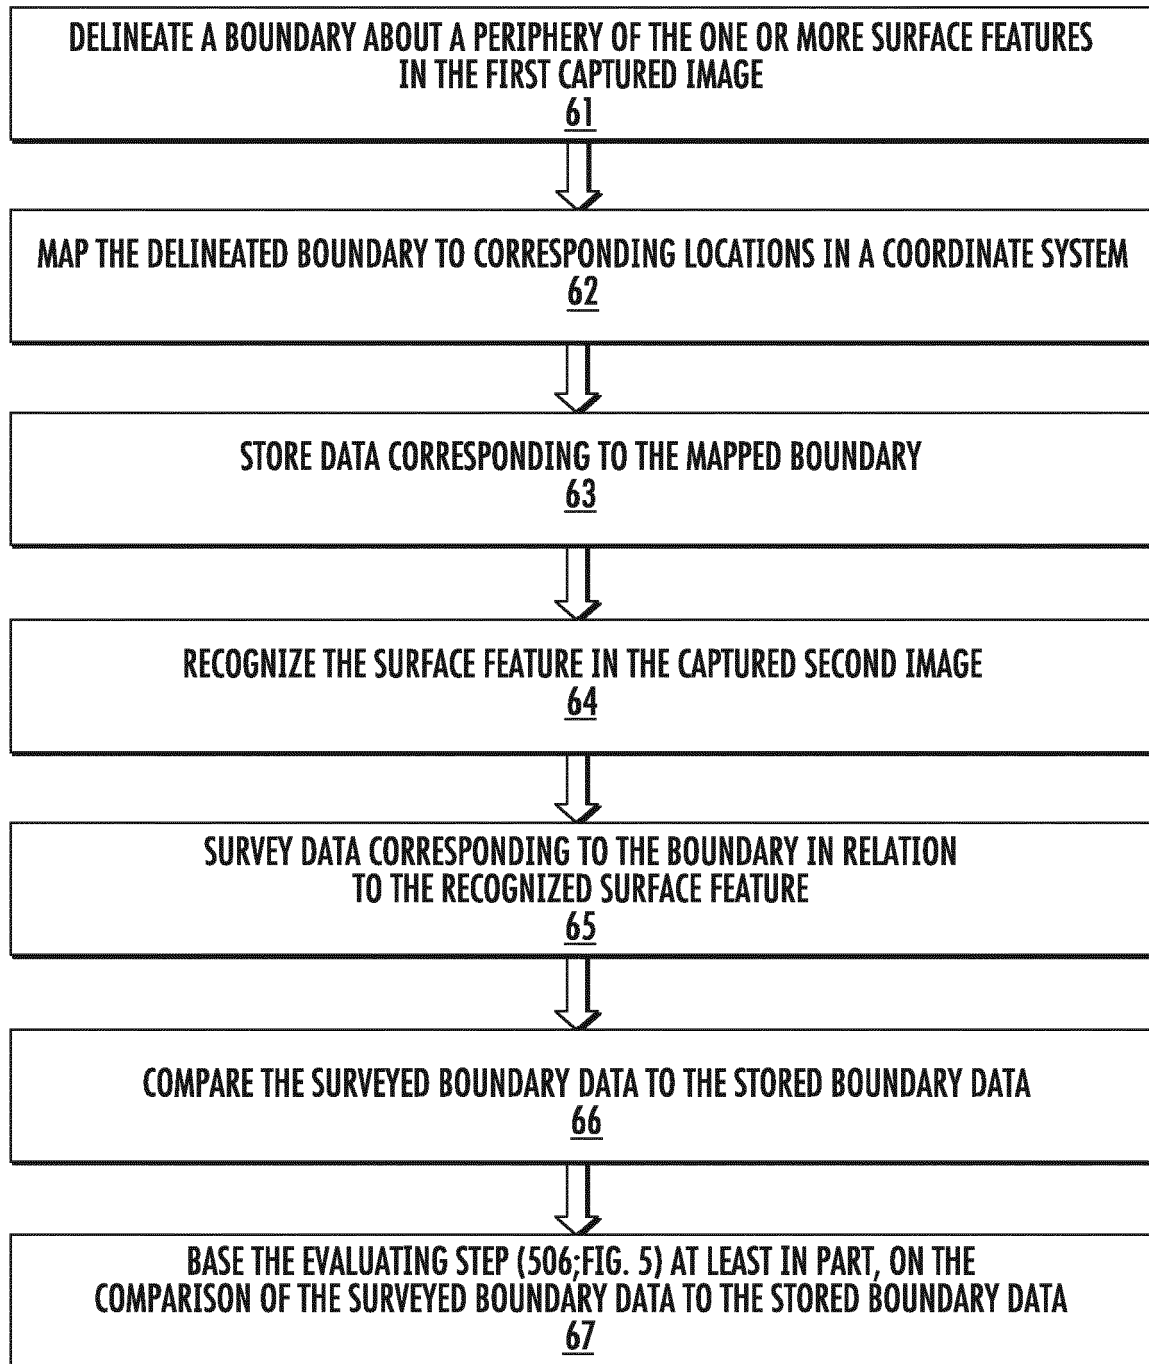 DELINEATE A BOUNDARY ABOUT A PERIPHERY OF THE ONE OR MORE SURFACE FEATURES
IN THE FIRST CAPTURED IMAGE
61
MAP THE DELINEATED BOUNDARY TO CORRESPONDING LOCATIONS IN A COORDINATE SYSTEM
62
STORE DATA CORRESPONDING TO THE MAPPED BOUNDARY
63
RECOGNIZE THE SURFACE FEATURE IN THE CAPTURED SECOND IMAGE
64
SURVEY DATA CORRESPONDING TO THE BOUNDARY IN RELATION
TO THE RECOGNIZED SURFACE FEATURE
65
COMPARE THE SURVEYED BOUNDARY DATA TO THE STORED BOUNDARY DATA
66
BASE THE EVALUATING STEP (506;FIG. 5) AT LEAST IN PART, ON THE
COMPARISON OF THE SURVEYED BOUNDARY DATA TO THE STORED BOUNDARY DATA
67